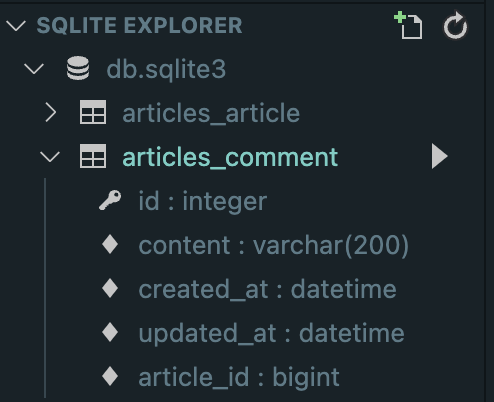 SQLITE EXPLORER
db.sqlite3
articles_article
articles_comment
id : integer
content : varchar(200)
created_at : datetime
updated_at : datetime
article_id : bigint